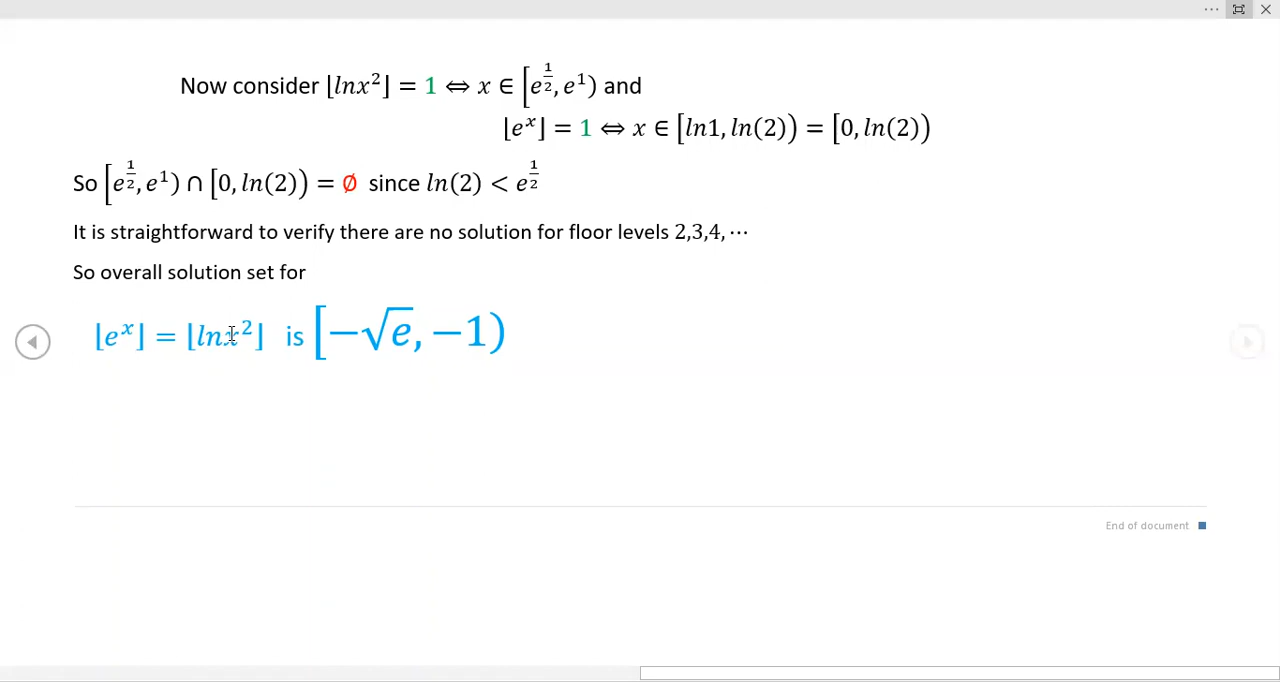 Now consider ⌊lnx²⌋ = 1 ⇔ x ∈ [e^(1/2), e¹) and
⌊eˣ⌋ = 1 ⇔ x ∈ [ln1, ln(2)) = [0, ln(2))
So [e^(1/2), e¹) ∩ [0, ln(2)) = ∅ since ln(2) < e^(1/2)
It is straightforward to verify there are no solution for floor levels 2,3,4, ⋯
So overall solution set for
⌊eˣ⌋ = ⌊lnx²⌋ is [−√e, −1)
End of document